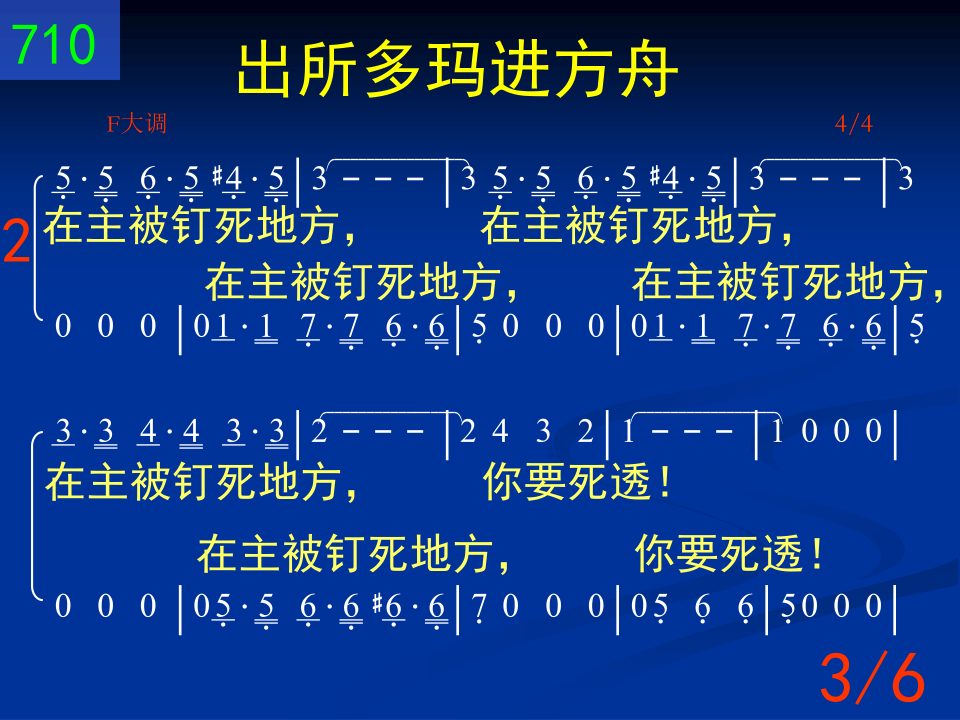 710
出所多玛进方舟
F大调 4/4
5· 5 6· 5 #4· 5 | 3 - - - | 3 5· 5 6· 5 #4· 5 | 3 - - - | 3
2
在主被钉死地方， 在主被钉死地方，
在主被钉死地方， 在主被钉死地方，
0 0 0 | 0 1· 1 7· 7 6· 6 | 5 0 0 0 | 0 1· 1 7· 7 6· 6 | 5
3· 3 4· 4 3· 3 | 2 - - - | 2 4 3 2 | 1 - - - | 1 0 0 0 |
在主被钉死地方， 你要死透！
在主被钉死地方， 你要死透！
0 0 0 | 0 5· 5 6· 6 #6· 6 | 7 0 0 0 | 0 5 6 6 | 5 0 0 0 |
3/6